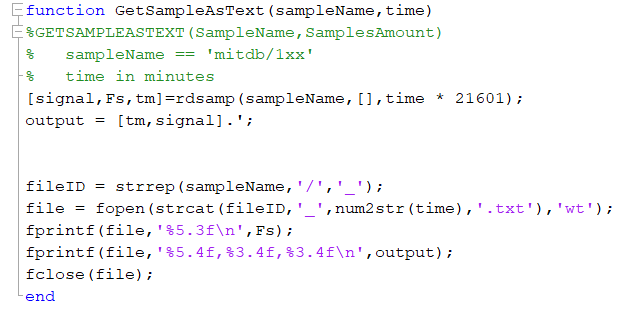 function GetSampleAsText(sampleName,time)
%GETSAMPLEASTEXT(SampleName,SamplesAmount)
%   sampleName == 'mitdb/1xx'
%   time in minutes
[signal,Fs,tm]=rdsamp(sampleName,[],time * 21601);
output = [tm,signal].';
fileID = strrep(sampleName,'/','_');
file = fopen(strcat(fileID,'_',num2str(time),'.txt'),'wt');
fprintf(file,'%5.3f\n',Fs);
fprintf(file,'%5.4f,%3.4f,%3.4f\n',output);
fclose(file);
end